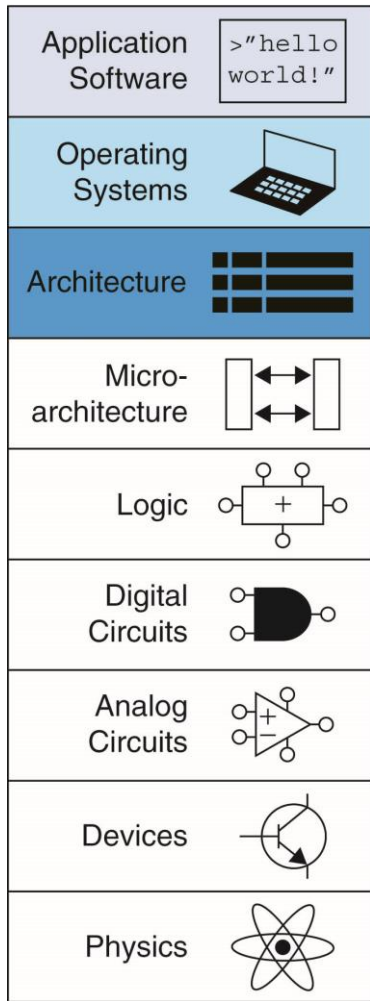 Application
Software
>"hello
world!"
Operating
Systems
Architecture
Micro-
architecture
Logic
+
Digital
Circuits
Analog
Circuits
+
−
Devices
Physics